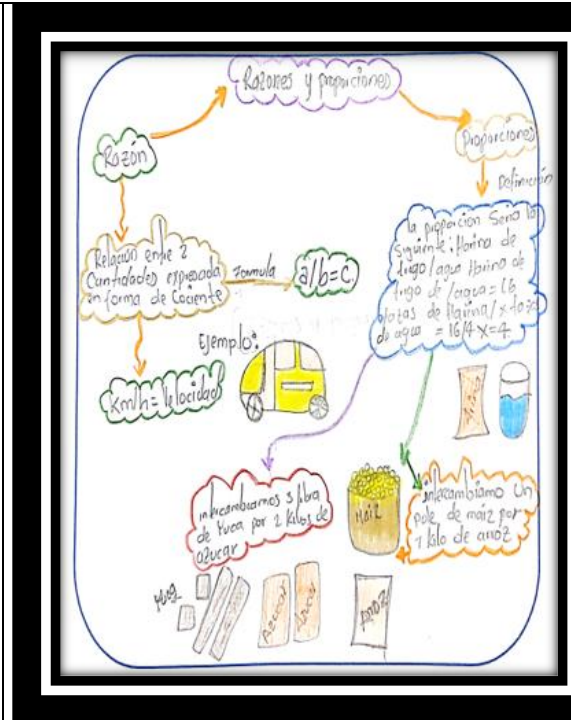 Razones y proporciones
Razón
Proporciones
Definición
Relación entre 2
Cantidades expresada
en forma de Cociente
Formula
a/b=c
la proporcion Seria la
siguiente: Harina de
trigo/agua Harina de
trigo de/agua = 16
de Harina/x
de agua = 16/4 X=4
Ejemplo:
Km/h = Velocidad
intercambiamos 3 libra
de Yuca por 2 Kilos de
azucar
MAIZ
intercambiamo Un
de maiz por
1 kilo de arroz
Azucar
Azucar
Arroz